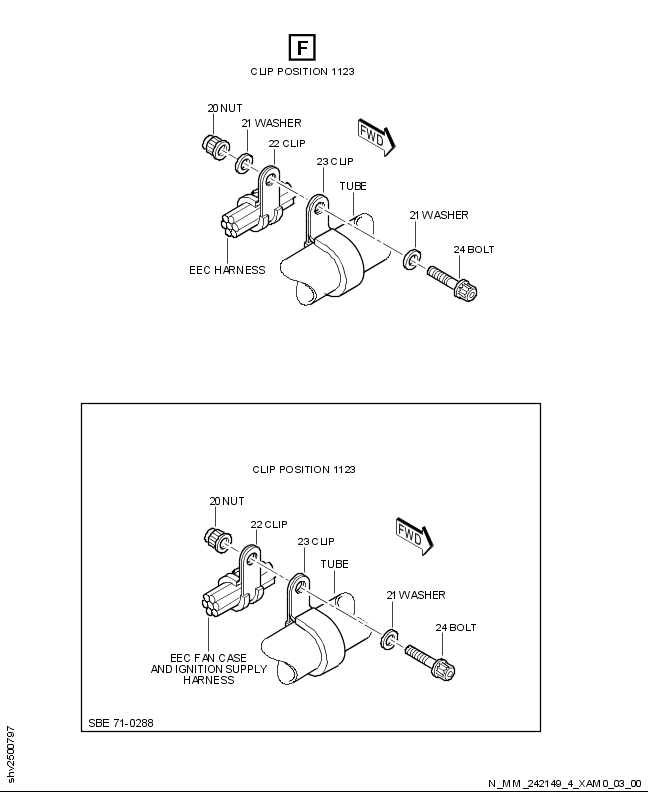 F
CLIP POSITION 1123
20 NUT
21 WASHER
22 CLIP
FWD
23 CLIP
TUBE
21 WASHER
24 BOLT
EEC HARNESS
CLIP POSITION 1123
20 NUT
22 CLIP
FWD
23 CLIP
TUBE
21 WASHER
24 BOLT
EEC FAN CASE
AND IGNITION SUPPLY
HARNESS
SBE 71-0288
shv2500797
N_MM_242149_4_XAM0_03_00